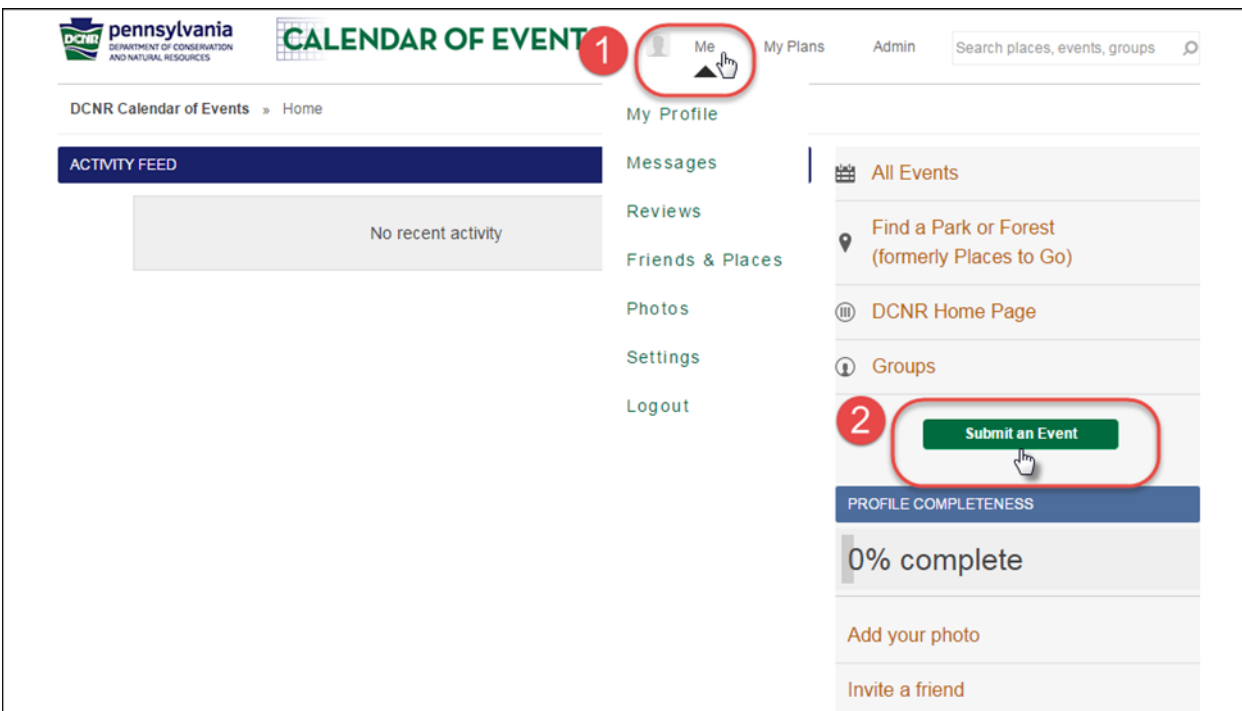 pennsylvania
DCNR
DEPARTMENT OF CONSERVATION
AND NATURAL RESOURCES
CALENDAR OF EVENT
1
Me
My Plans
Admin
Search places, events, groups
DCNR Calendar of Events » Home
My Profile
Messages
Reviews
Friends & Places
Photos
Settings
Logout
ACTIVITY FEED
No recent activity
All Events
Find a Park or Forest
(formerly Places to Go)
DCNR Home Page
Groups
2
Submit an Event
PROFILE COMPLETENESS
0% complete
Add your photo
Invite a friend